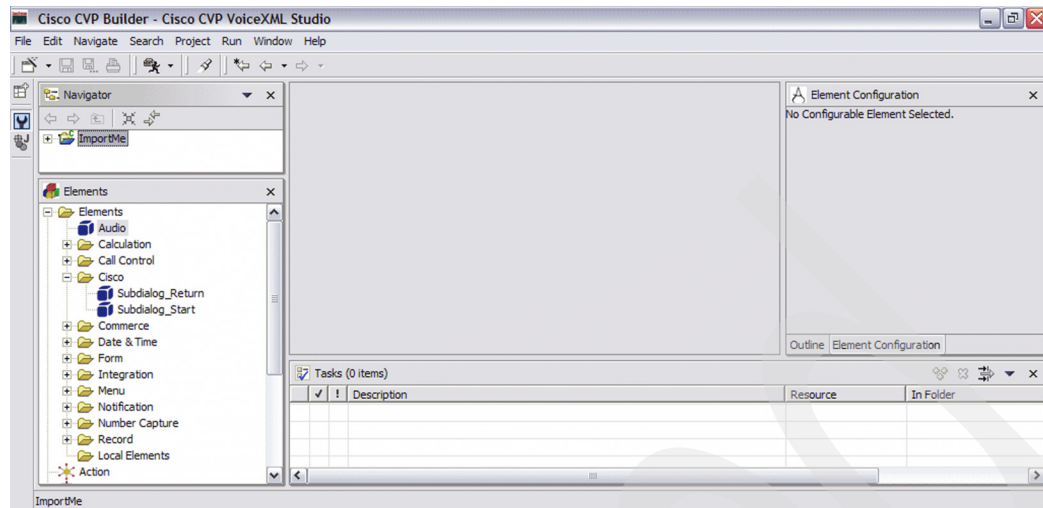 Cisco CVP Builder - Cisco CVP VoiceXML Studio
File Edit Navigate Search Project Run Window Help
Navigator
ImportMe
Elements
Elements
Audio
Calculation
Call Control
Cisco
Subdialog_Return
Subdialog_Start
Commerce
Date & Time
Form
Integration
Menu
Notification
Number Capture
Record
Local Elements
Action
Element Configuration
No Configurable Element Selected.
Outline Element Configuration
Tasks (0 items)
✓ ! Description Resource In Folder
ImportMe